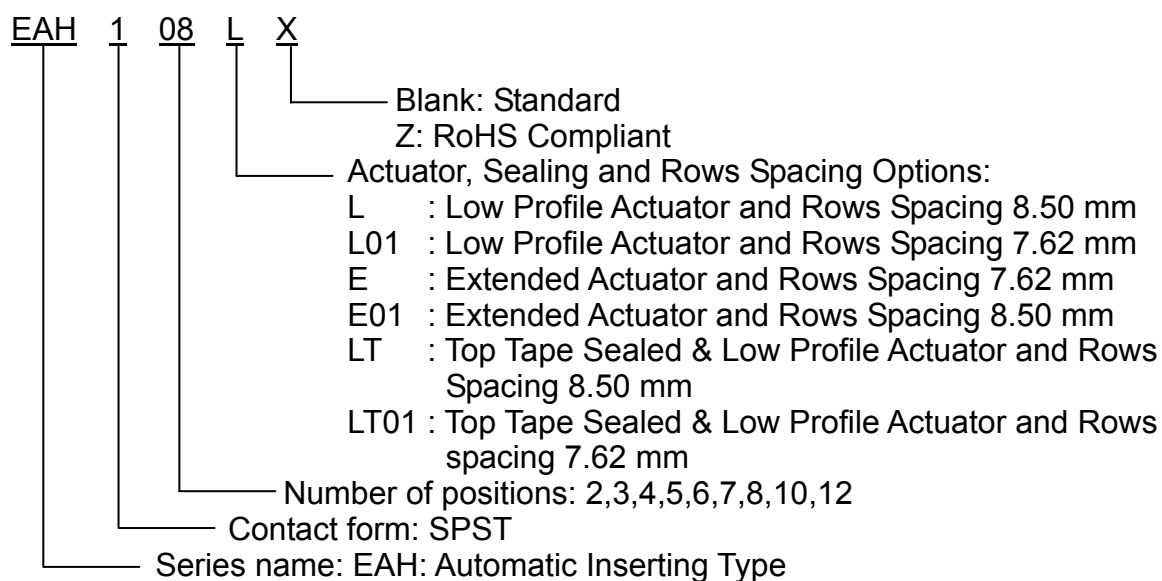 EAH 1 08 L X
Blank: Standard
Z: RoHS Compliant
Actuator, Sealing and Rows Spacing Options:
L : Low Profile Actuator and Rows Spacing 8.50 mm
L01 : Low Profile Actuator and Rows Spacing 7.62 mm
E : Extended Actuator and Rows Spacing 7.62 mm
E01 : Extended Actuator and Rows Spacing 8.50 mm
LT : Top Tape Sealed & Low Profile Actuator and Rows
Spacing 8.50 mm
LT01 : Top Tape Sealed & Low Profile Actuator and Rows
spacing 7.62 mm
Number of positions: 2,3,4,5,6,7,8,10,12
Contact form: SPST
Series name: EAH: Automatic Inserting Type